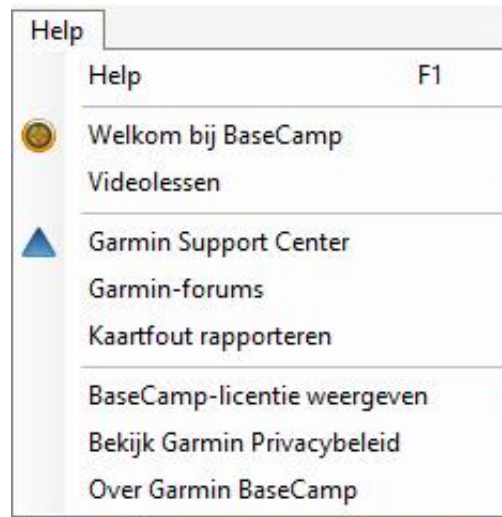 Help
Help F1
Welkom bij BaseCamp
Videolessen
Garmin Support Center
Garmin-forums
Kaartfout rapporteren
BaseCamp-licentie weergeven
Bekijk Garmin Privacybeleid
Over Garmin BaseCamp